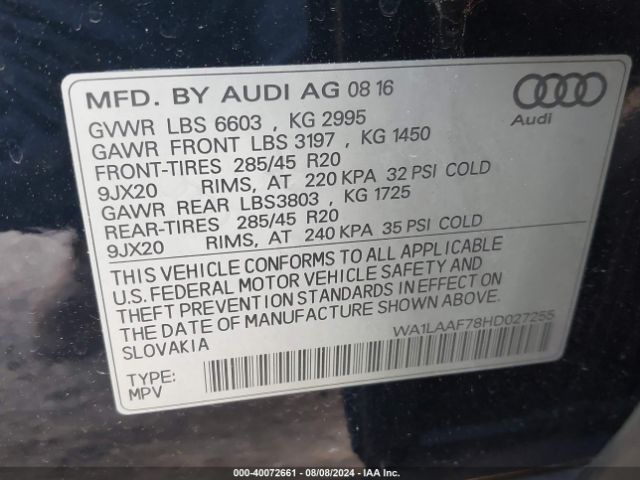 MFD. BY AUDI AG 08 16
Audi
GVWR LBS 6603 , KG 2995
GAWR FRONT LBS 3197 , KG 1450
FRONT-TIRES 285/45 R20
9JX20 RIMS, AT 220 KPA 32 PSI COLD
GAWR REAR LBS3803 , KG 1725
REAR-TIRES 285/45 R20
9JX20 RIMS, AT 240 KPA 35 PSI COLD
THIS VEHICLE CONFORMS TO ALL APPLICABLE
U.S. FEDERAL MOTOR VEHICLE SAFETY AND
THEFT PREVENTION STANDARDS IN EFFECT ON
THE DATE OF MANUFACTURE SHOWN ABOVE.
SLOVAKIA
WA1LAAF78HD027255
TYPE:
MPV
000-40072661 - 08/08/2024 - IAA Inc.